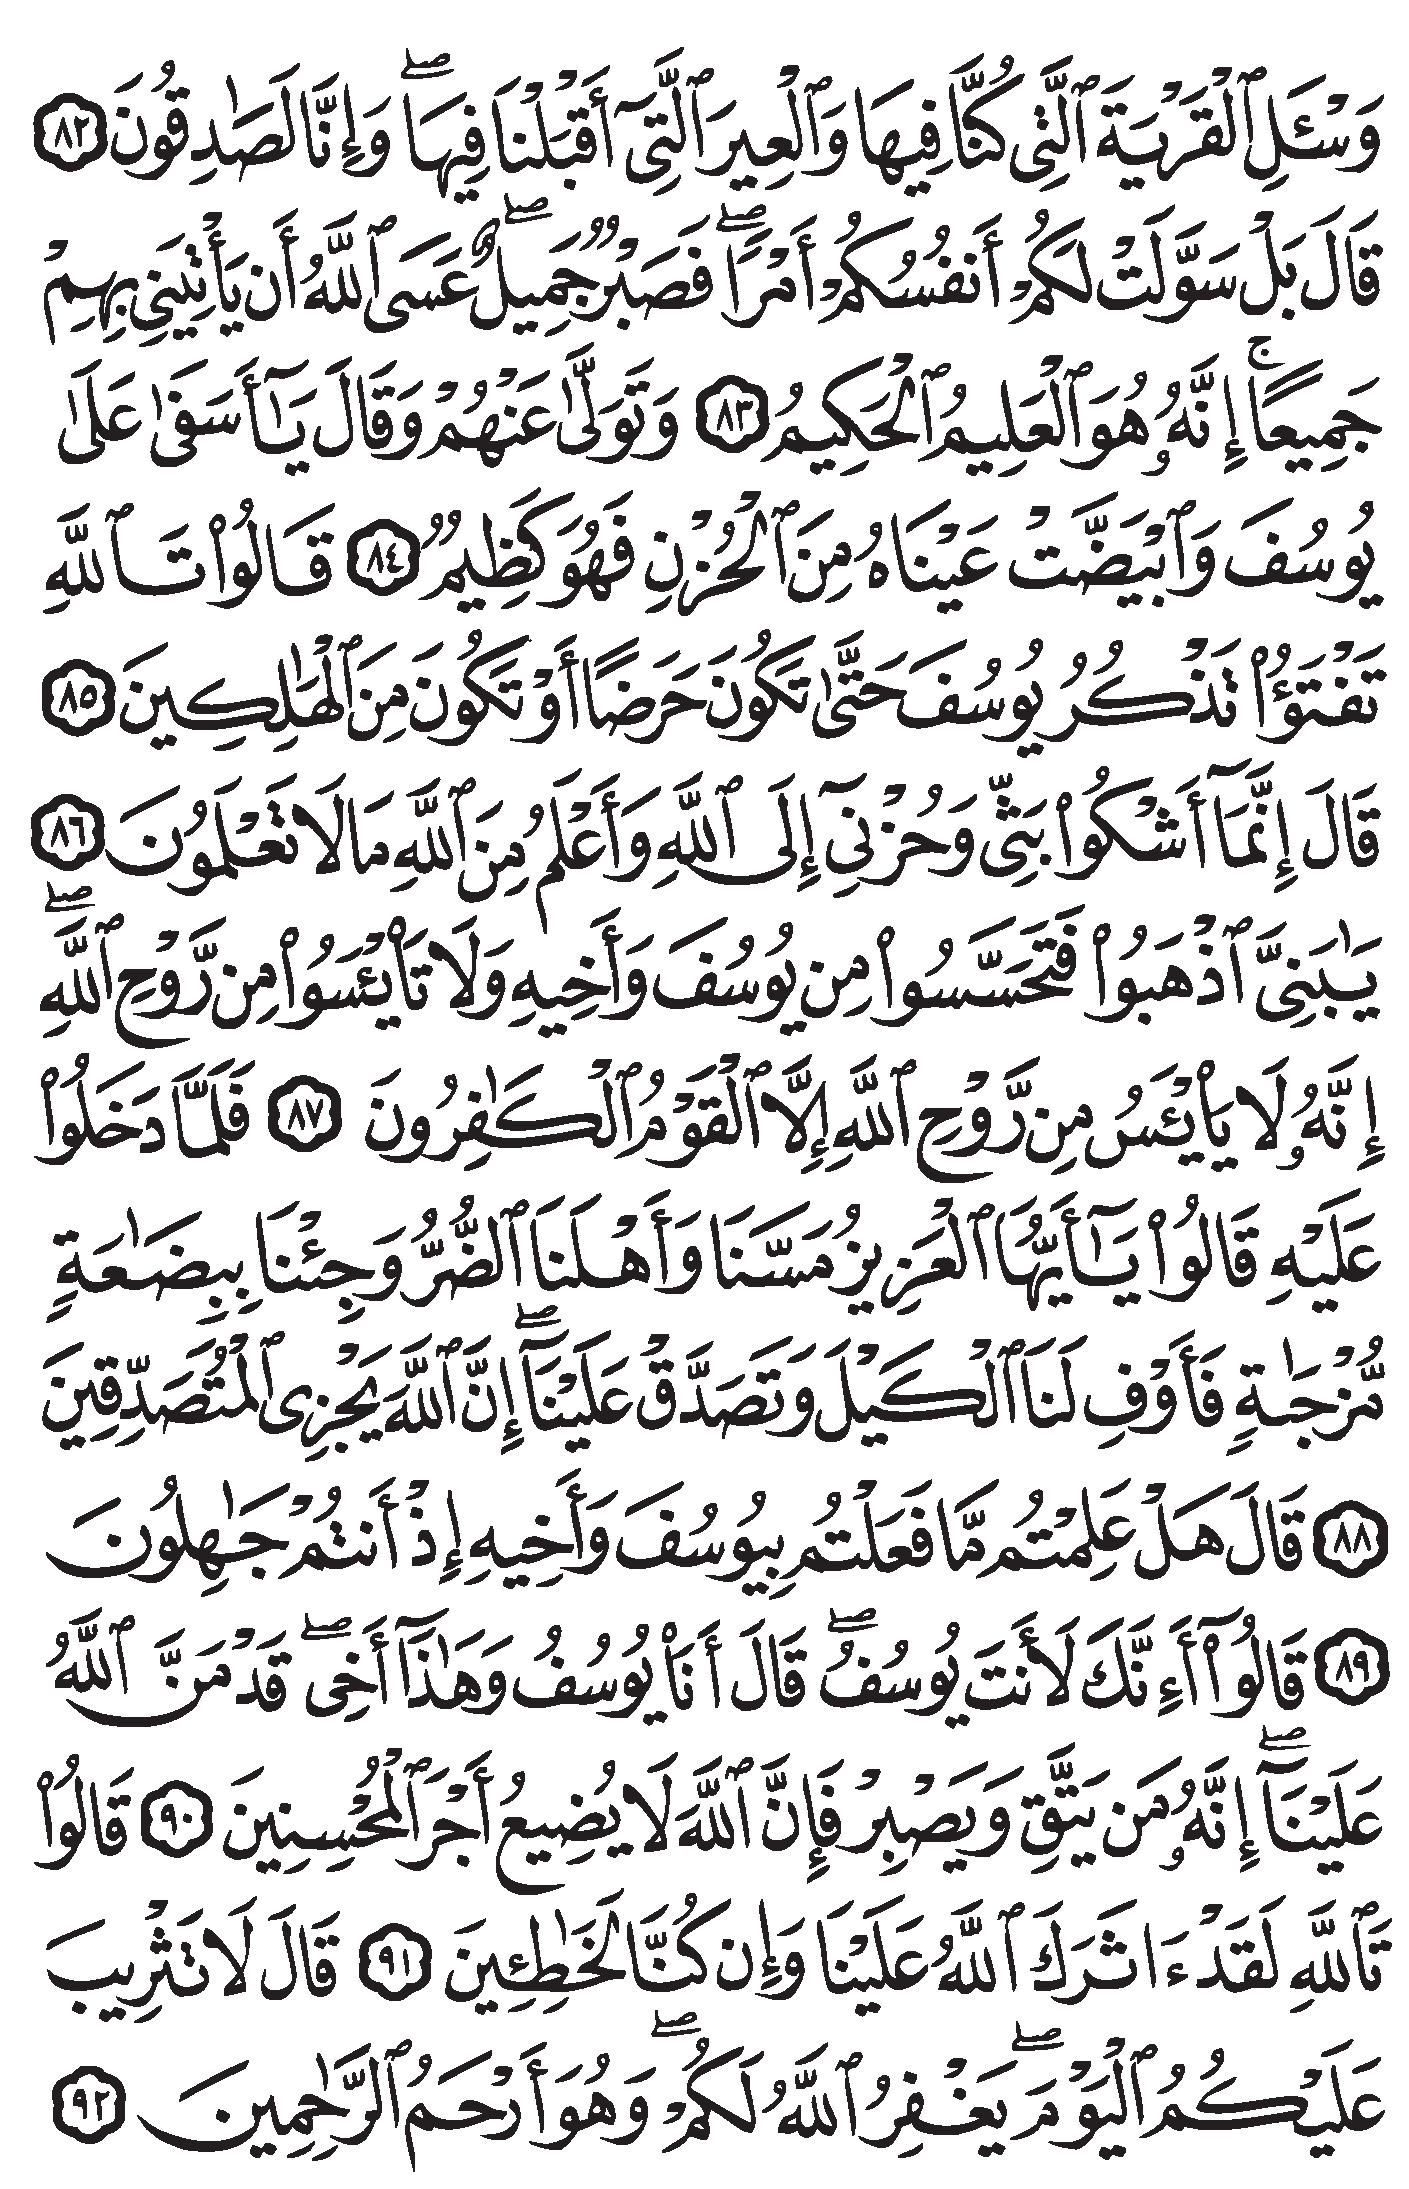 وَسْـَٔلِ ٱلْقَرْيَةَ ٱلَّتِى كُنَّا فِيهَا وَٱلْعِيرَ ٱلَّتِىٓ أَقْبَلْنَا فِيهَا ۖ وَإِنَّا لَصَٰدِقُونَ ٨٢
قَالَ بَلْ سَوَّلَتْ لَكُمْ أَنفُسُكُمْ أَمْرًا ۖ فَصَبْرٌ جَمِيلٌ ۖ عَسَى ٱللَّهُ أَن يَأْتِيَنِى بِهِمْ
جَمِيعًا ۚ إِنَّهُۥ هُوَ ٱلْعَلِيمُ ٱلْحَكِيمُ ٨٣ وَتَوَلَّىٰ عَنْهُمْ وَقَالَ يَٰٓأَسَفَىٰ عَلَىٰ
يُوسُفَ وَٱبْيَضَّتْ عَيْنَاهُ مِنَ ٱلْحُزْنِ فَهُوَ كَظِيمٌ ٨٤ قَالُوا۟ تَٱللَّهِ
تَفْتَؤُا۟ تَذْكُرُ يُوسُفَ حَتَّىٰ تَكُونَ حَرَضًا أَوْ تَكُونَ مِنَ ٱلْهَٰلِكِينَ ٨٥
قَالَ إِنَّمَآ أَشْكُوا۟ بَثِّى وَحُزْنِىٓ إِلَى ٱللَّهِ وَأَعْلَمُ مِنَ ٱللَّهِ مَا لَا تَعْلَمُونَ ٨٦
يَٰبَنِىَّ ٱذْهَبُوا۟ فَتَحَسَّسُوا۟ مِن يُوسُفَ وَأَخِيهِ وَلَا تَا۟يْـَٔسُوا۟ مِن رَّوْحِ ٱللَّهِ ۖ
إِنَّهُۥ لَا يَا۟يْـَٔسُ مِن رَّوْحِ ٱللَّهِ إِلَّا ٱلْقَوْمُ ٱلْكَٰفِرُونَ ٨٧ فَلَمَّا دَخَلُوا۟
عَلَيْهِ قَالُوا۟ يَٰٓأَيُّهَا ٱلْعَزِيزُ مَسَّنَا وَأَهْلَنَا ٱلضُّرُّ وَجِئْنَا بِبِضَٰعَةٍ
مُّزْجَىٰةٍ فَأَوْفِ لَنَا ٱلْكَيْلَ وَتَصَدَّقْ عَلَيْنَآ ۖ إِنَّ ٱللَّهَ يَجْزِى ٱلْمُتَصَدِّقِينَ
٨٨ قَالَ هَلْ عَلِمْتُم مَّا فَعَلْتُم بِيُوسُفَ وَأَخِيهِ إِذْ أَنتُمْ جَٰهِلُونَ
٨٩ قَالُوٓا۟ أَءِنَّكَ لَأَنتَ يُوسُفُ ۖ قَالَ أَنَا۠ يُوسُفُ وَهَٰذَآ أَخِى ۖ قَدْ مَنَّ ٱللَّهُ
عَلَيْنَآ ۖ إِنَّهُۥ مَن يَتَّقِ وَيَصْبِرْ فَإِنَّ ٱللَّهَ لَا يُضِيعُ أَجْرَ ٱلْمُحْسِنِينَ ٩٠ قَالُوا۟
تَٱللَّهِ لَقَدْ ءَاثَرَكَ ٱللَّهُ عَلَيْنَا وَإِن كُنَّا لَخَٰطِـِٔينَ ٩١ قَالَ لَا تَثْرِيبَ
عَلَيْكُمُ ٱلْيَوْمَ ۖ يَغْفِرُ ٱللَّهُ لَكُمْ ۖ وَهُوَ أَرْحَمُ ٱلرَّٰحِمِينَ ٩٢